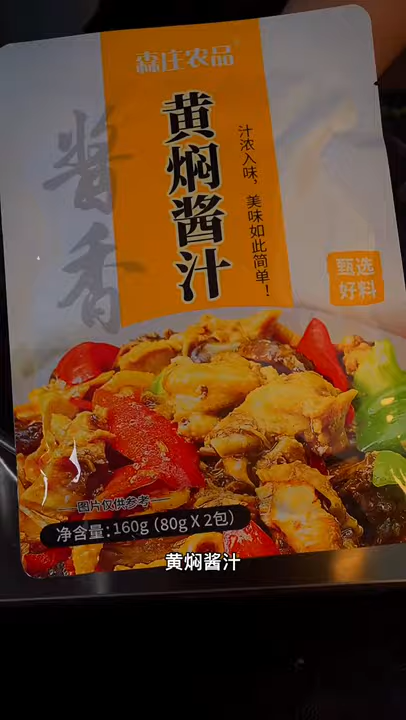 森庄农品
黄焖酱汁
汁浓入味，
美味如此简单！
酱香
甄选
好料
图片仅供参考
净含量：160g（80g X 2包）
黄焖酱汁